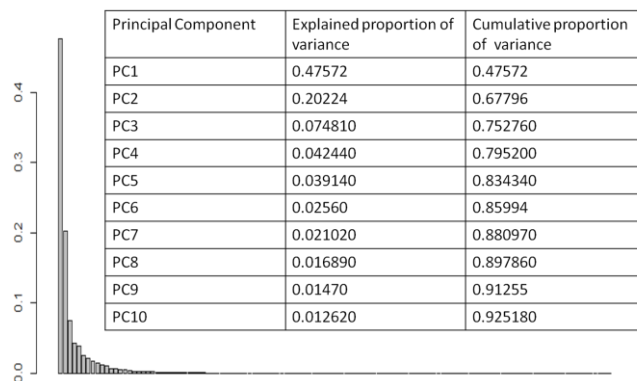 Principal Component Explained proportion of variance Cumulative proportion of variance
PC1 0.47572 0.47572
PC2 0.20224 0.67796
PC3 0.074810 0.752760
PC4 0.042440 0.795200
PC5 0.039140 0.834340
PC6 0.02560 0.85994
PC7 0.021020 0.880970
PC8 0.016890 0.897860
PC9 0.01470 0.91255
PC10 0.012620 0.925180
0.4
0.3
0.2
0.1
0.0